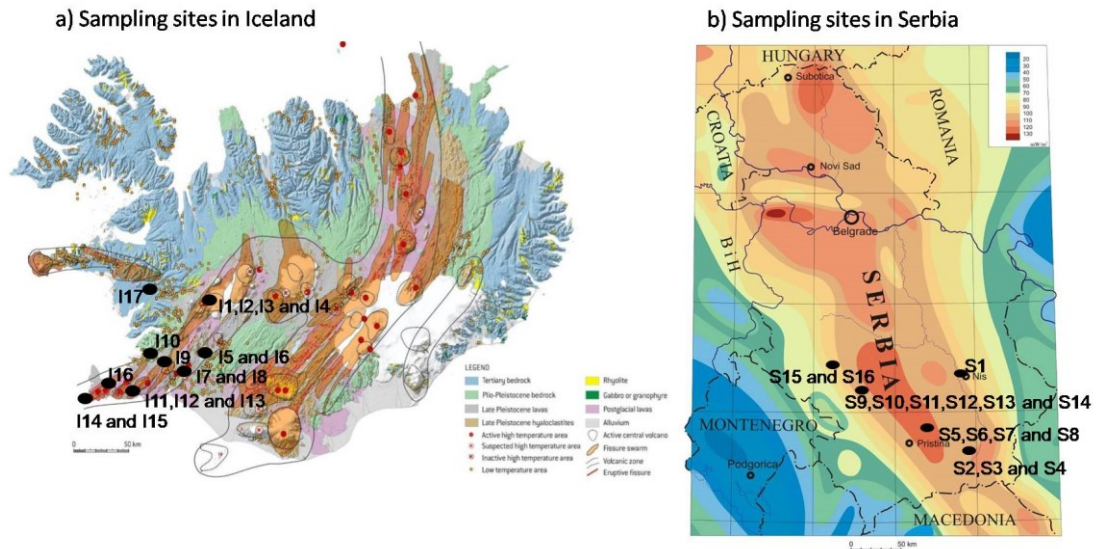 a) Sampling sites in Iceland
I17
I1,I2,I3 and I4
I10
I9
I5 and I6
I7 and I8
I16
I11,I12 and I13
I14 and I15
0 50 km
LEGEND
Tertiary bedrock
Plio-Pleistocene bedrock
Late Pleistocene lavas
Late Pleistocene hyaloclastites
Active high temperature area
Suspected high temperature area
Inactive high temperature area
Low temperature area
Rhyolite
Gabbro or granophyre
Postglacial lavas
Alluvium
Active central volcano
Fissure swarm
Volcanic zone
Eruptive fissure
b) Sampling sites in Serbia
HUNGARY
Subotica
20
30
40
50
60
70
80
90
100
110
120
130
ROMANIA
CROATIA
Novi Sad
Belgrade
BiH
SERBIA
S1
Nis
S15 and S16
S9,S10,S11,S12,S13 and S14
MONTENEGRO
S5,S6,S7 and S8
Pristina
Podgorica
S2,S3 and S4
MACEDONIA
0 50 km